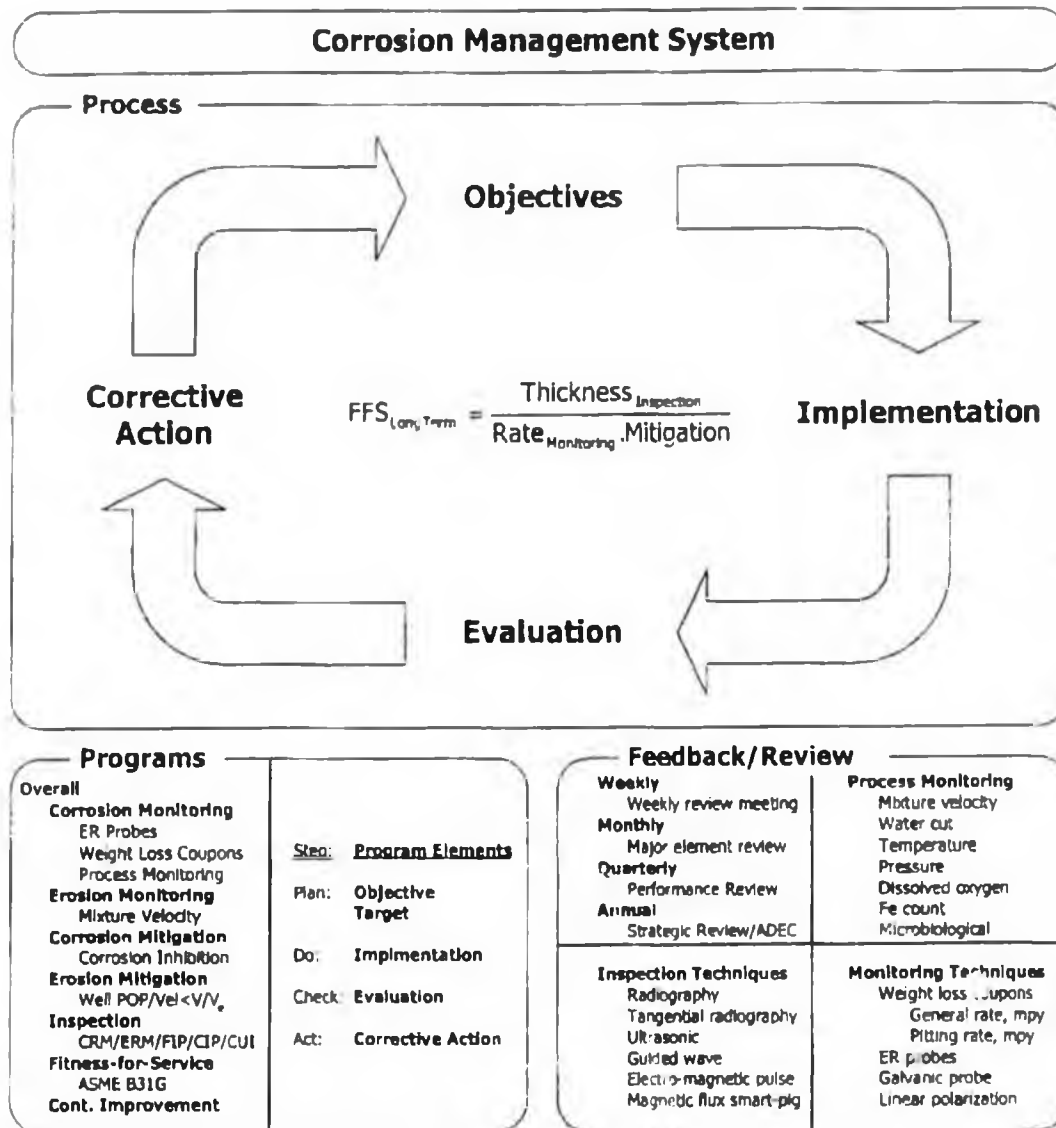 Corrosion Management System
Process
Objectives
Corrective
Action
FFS Long Term = Thickness Inspection
Rate Monitoring .Mitigation
Implementation
Evaluation
Programs
Overall
Corrosion Monitoring
ER Probes
Weight Loss Coupons
Process Monitoring
Erosion Monitoring
Mixture Velocity
Corrosion Mitigation
Corrosion Inhibition
Erosion Mitigation
Well POP/Vel<V/Ve
Inspection
CRM/ERM/FIP/CIP/CUI
Fitness-for-Service
ASME B31G
Cont. Improvement
Step: Program Elements
Plan: Objective
Target
Do: Implmentation
Check: Evaluation
Act: Corrective Action
Feedback/Review
Weekly
Weekly review meeting
Monthly
Major element review
Quarterly
Performance Review
Annual
Strategic Review/ADEC
Process Monitoring
Mixture velocity
Water cut
Temperature
Pressure
Dissolved oxygen
Fe count
Microbiological
Inspection Techniques
Radiography
Tangential radiography
Ultrasonic
Guided wave
Electro-magnetic pulse
Magnetic flux smart-pig
Monitoring Techniques
Weight loss coupons
General rate, mpy
Pitting rate, mpy
ER probes
Galvanic probe
Linear polarization